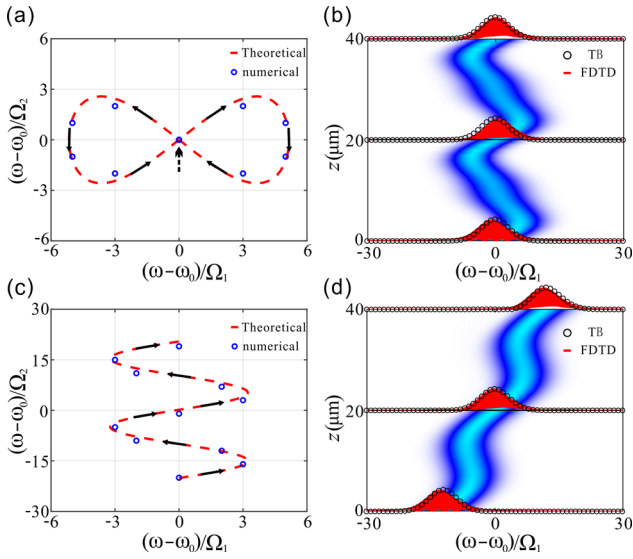 (a)
6
3
0
-3
-6
-6 -3 0 3 6
(ω−ω₀)/Ω₂
(ω−ω₀)/Ω₁
Theoretical
numerical
(b)
40
20
0
z(μm)
-30 0 30
(ω−ω₀)/Ω₁
TB
FDTD
(c)
30
15
0
-15
-30
-6 -3 0 3 6
(ω−ω₀)/Ω₂
(ω−ω₀)/Ω₁
Theoretical
numerical
(d)
40
20
0
z(μm)
-30 0 30
(ω−ω₀)/Ω₁
TB
FDTD